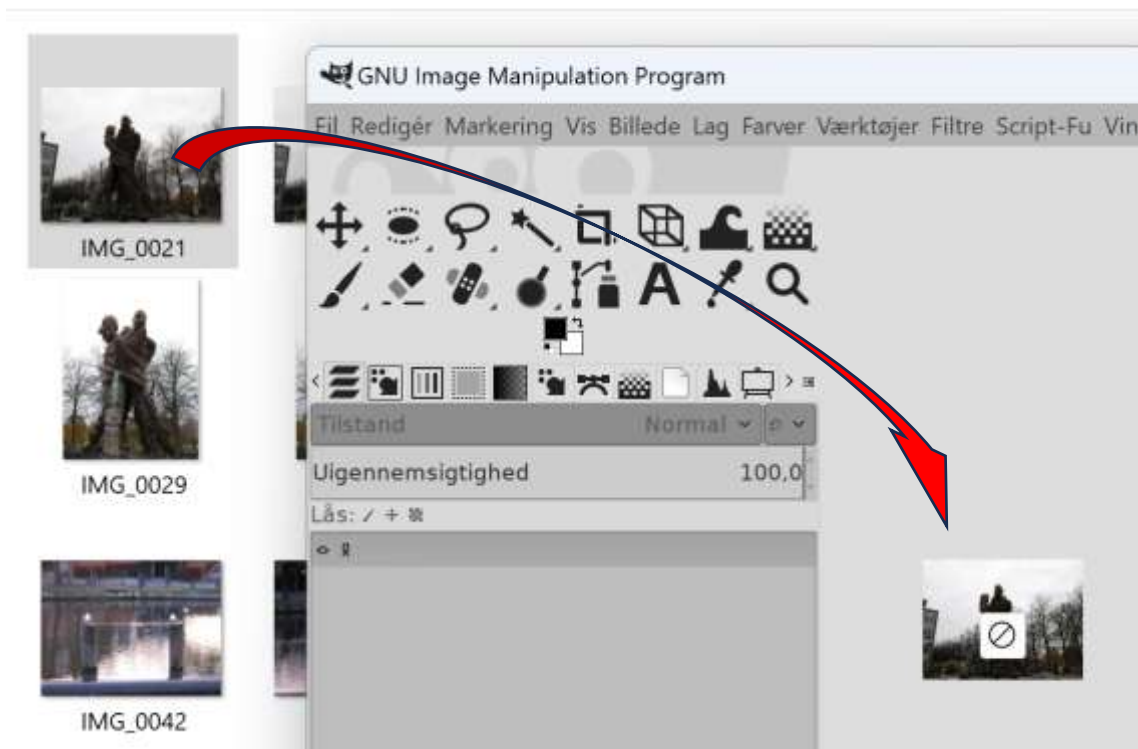 GNU Image Manipulation Program
Fil Redigér Markering Vis Billede Lag Farver Værktøjer Filtre Script-Fu Vin
IMG_0021
IMG_0029
IMG_0042
Tilstand Normal
Uigennemsigtighed 100,0
Lås: